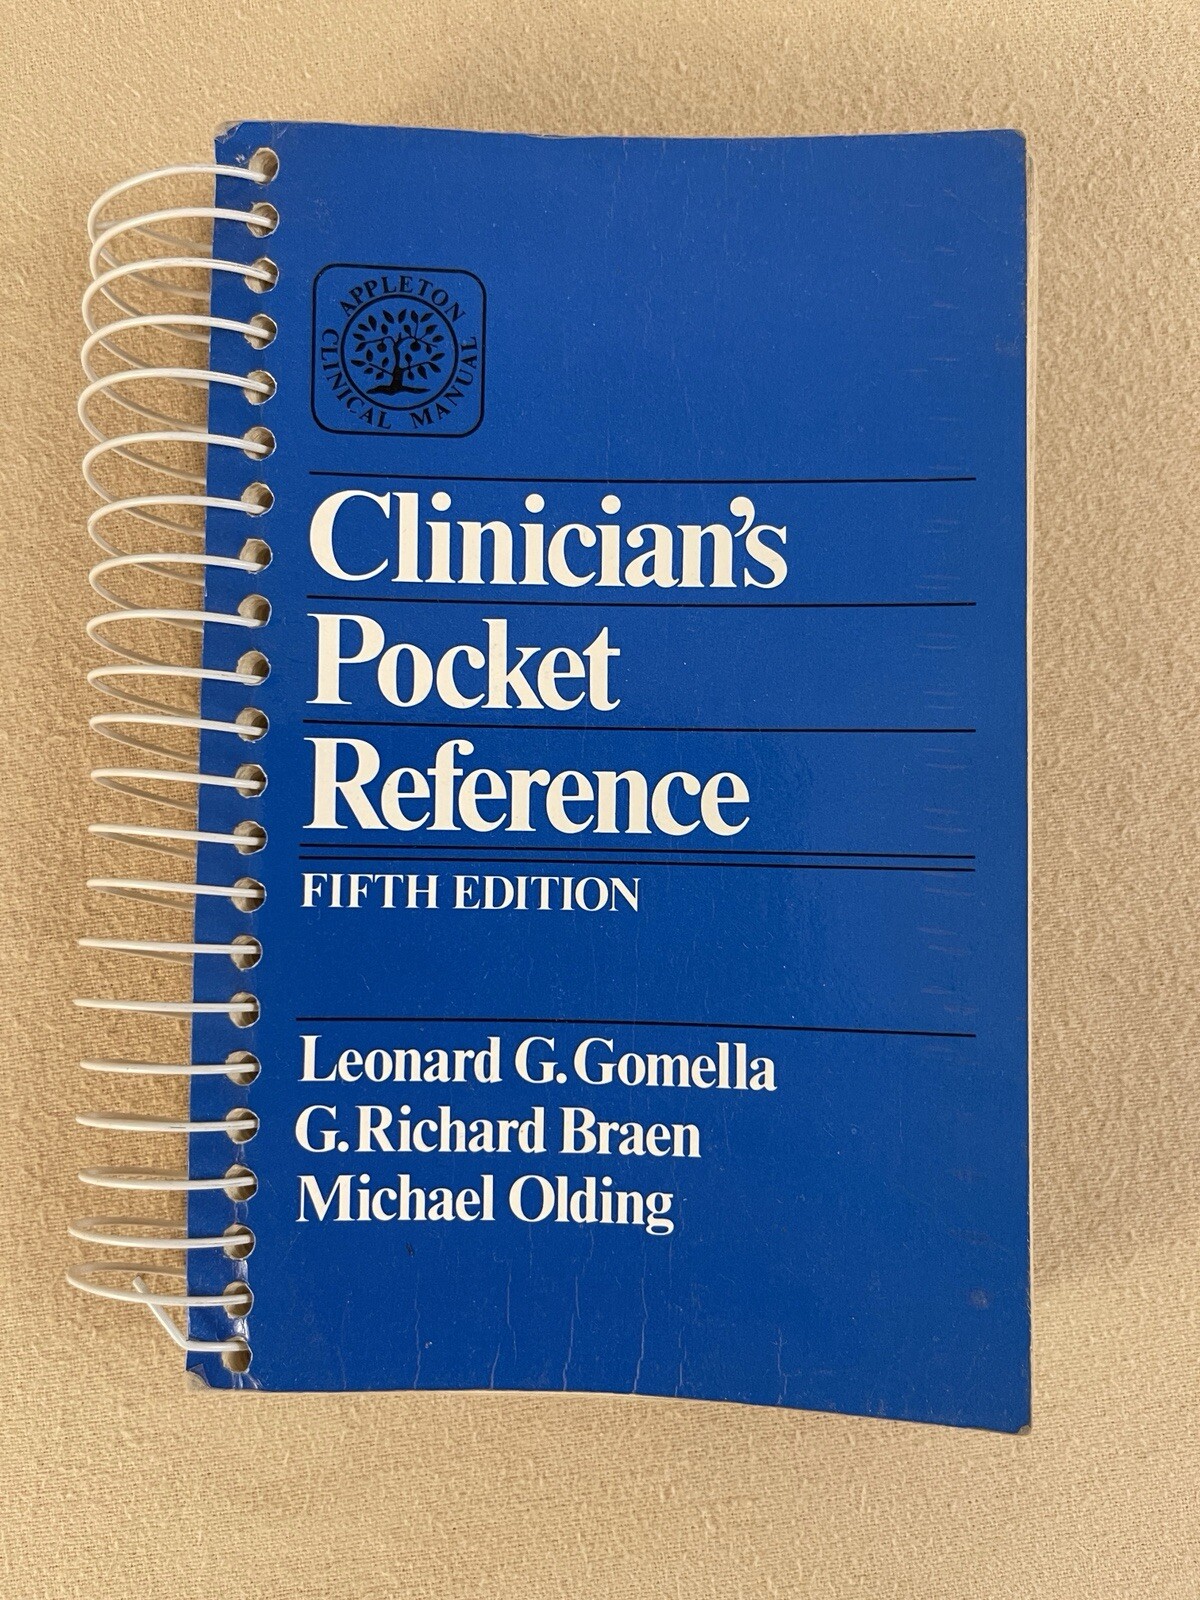 APPLETON
CLINICAL MANUAL
Clinician's
Pocket
Reference
FIFTH EDITION
Leonard G. Gomella
G. Richard Braen
Michael Olding